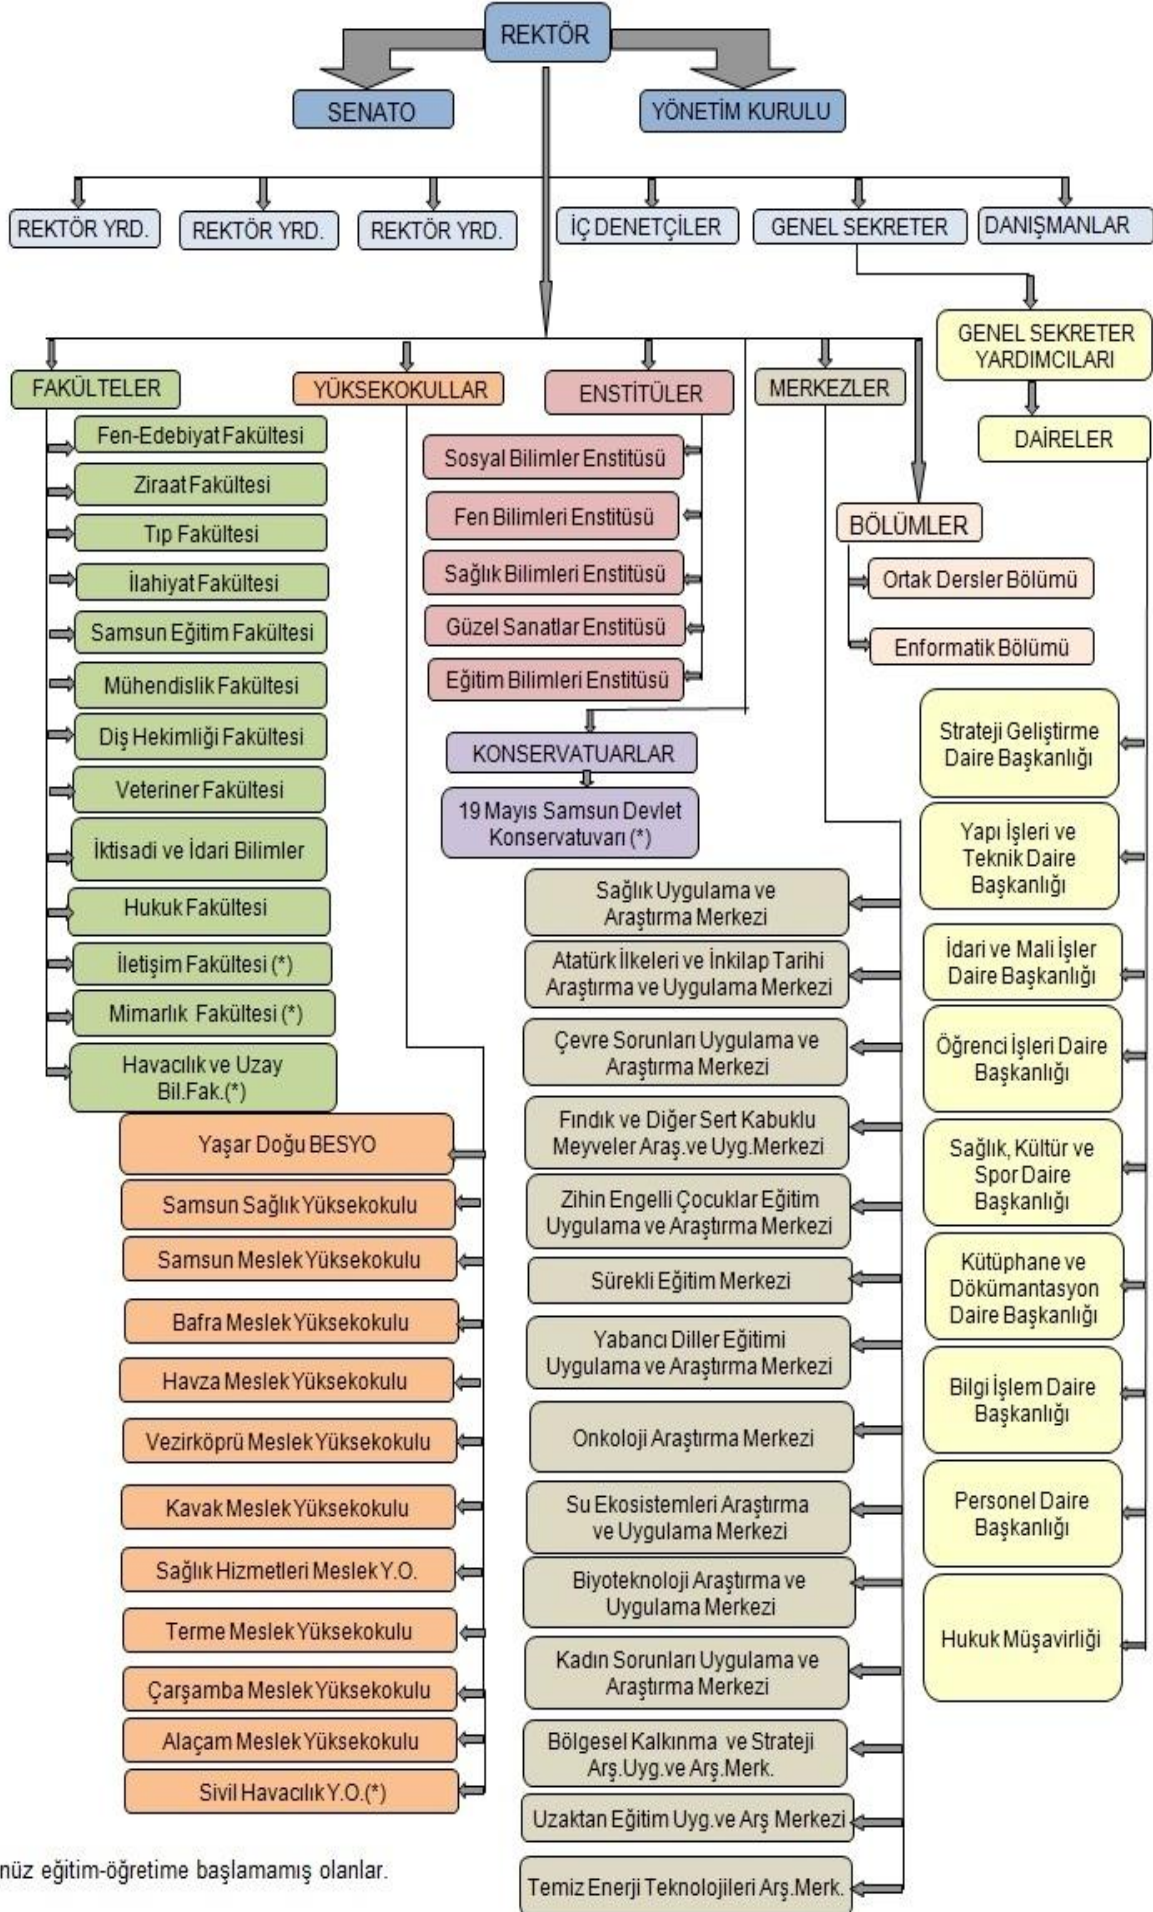 REKTÖR
SENATO
YÖNETİM KURULU
REKTÖR YRD.
REKTÖR YRD.
REKTÖR YRD.
İÇ DENETÇİLER
GENEL SEKRETER
DANIŞMANLAR
GENEL SEKRETER
YARDIMCILARI
DAİRELER
FAKÜLTELER
YÜKSEKOKULLAR
ENSTİTÜLER
MERKEZLER
BÖLÜMLER
Fen-Edebiyat Fakültesi
Ziraat Fakültesi
Tıp Fakültesi
İlahiyat Fakültesi
Samsun Eğitim Fakültesi
Mühendislik Fakültesi
Diş Hekimliği Fakültesi
Veteriner Fakültesi
İktisadi ve İdari Bilimler
Hukuk Fakültesi
İletişim Fakültesi (*)
Mimarlık Fakültesi (*)
Havacılık ve Uzay
Bil.Fak.(*)
Yaşar Doğu BESYO
Samsun Sağlık Yüksekokulu
Samsun Meslek Yüksekokulu
Bafra Meslek Yüksekokulu
Havza Meslek Yüksekokulu
Vezirköprü Meslek Yüksekokulu
Kavak Meslek Yüksekokulu
Sağlık Hizmetleri Meslek Y.O.
Terme Meslek Yüksekokulu
Çarşamba Meslek Yüksekokulu
Alaçam Meslek Yüksekokulu
Sivil Havacılık Y.O.(*)
Sosyal Bilimler Enstitüsü
Fen Bilimleri Enstitüsü
Sağlık Bilimleri Enstitüsü
Güzel Sanatlar Enstitüsü
Eğitim Bilimleri Enstitüsü
KONSERVATUARLAR
19 Mayıs Samsun Devlet
Konservatuvarı (*)
Sağlık Uygulama ve
Araştırma Merkezi
Atatürk İlkeleri ve İnkilap Tarihi
Araştırma ve Uygulama Merkezi
Çevre Sorunları Uygulama ve
Araştırma Merkezi
Fındık ve Diğer Sert Kabuklu
Meyveler Araş.ve Uyg.Merkezi
Zihin Engelli Çocuklar Eğitim
Uygulama ve Araştırma Merkezi
Sürekli Eğitim Merkezi
Yabancı Diller Eğitimi
Uygulama ve Araştırma Merkezi
Onkoloji Araştırma Merkezi
Su Ekosistemleri Araştırma
ve Uygulama Merkezi
Biyoteknoloji Araştırma ve
Uygulama Merkezi
Kadın Sorunları Uygulama ve
Araştırma Merkezi
Bölgesel Kalkınma ve Strateji
Arş.Uyg.ve Arş.Merk.
Uzaktan Eğitim Uyg.ve Arş Merkezi
Temiz Enerji Teknolojileri Arş.Merk.
Ortak Dersler Bölümü
Enformatik Bölümü
Strateji Geliştirme
Daire Başkanlığı
Yapı İşleri ve
Teknik Daire
Başkanlığı
İdari ve Mali İşler
Daire Başkanlığı
Öğrenci İşleri Daire
Başkanlığı
Sağlık, Kültür ve
Spor Daire
Başkanlığı
Kütüphane ve
Dökümantasyon
Daire Başkanlığı
Bilgi İşlem Daire
Başkanlığı
Personel Daire
Başkanlığı
Hukuk Müşavirliği
nüz eğitim-öğretime başlamamış olanlar.